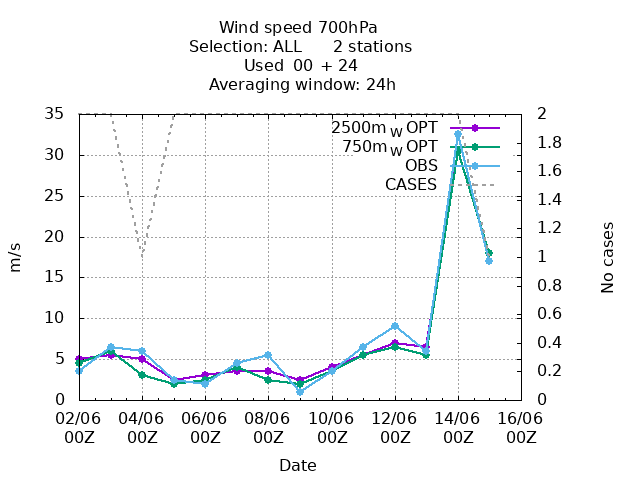 Wind speed 700hPa
Selection: ALL 2 stations
Used 00 + 24
Averaging window: 24h
35 2
2500m W OPT
30 1.8
750m W OPT
OBS
25 1.6
CASES
1.4
20 1.2
m/s
15 1
No cases
10 0.8
0.6
5 0.4
0.2
0 0
02/06 04/06 06/06 08/06 10/06 12/06 14/06 16/06
00Z 00Z 00Z 00Z 00Z 00Z 00Z 00Z
Date